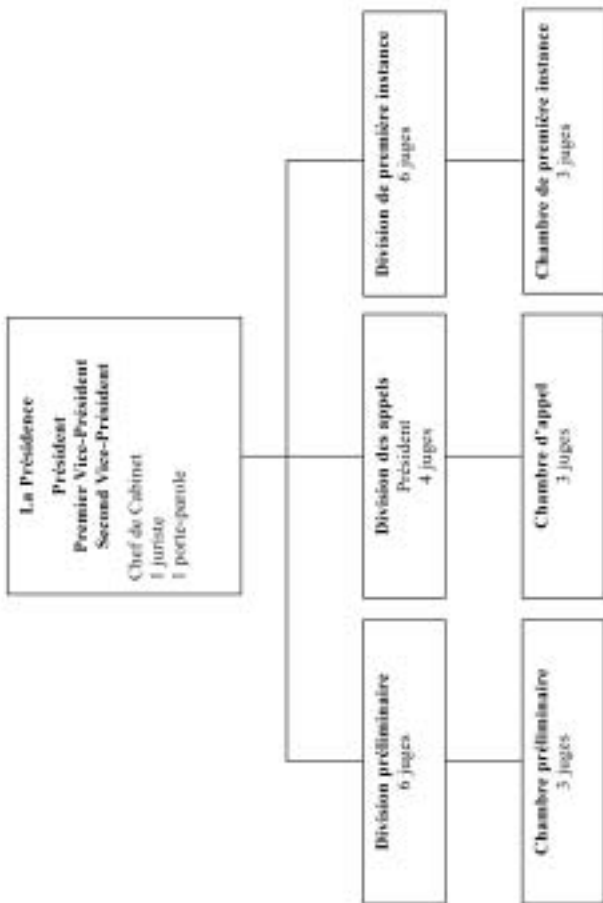 La Présidence
Président
Premier Vice-Président
Second Vice-Président
Chef de Cabinet
1 juriste
1 porte-parole
Division préliminaire
6 juges
Division des appels
Président
4 juges
Division de première instance
6 juges
Chambre préliminaire
3 juges
Chambre d'appel
3 juges
Chambre de première instance
3 juges